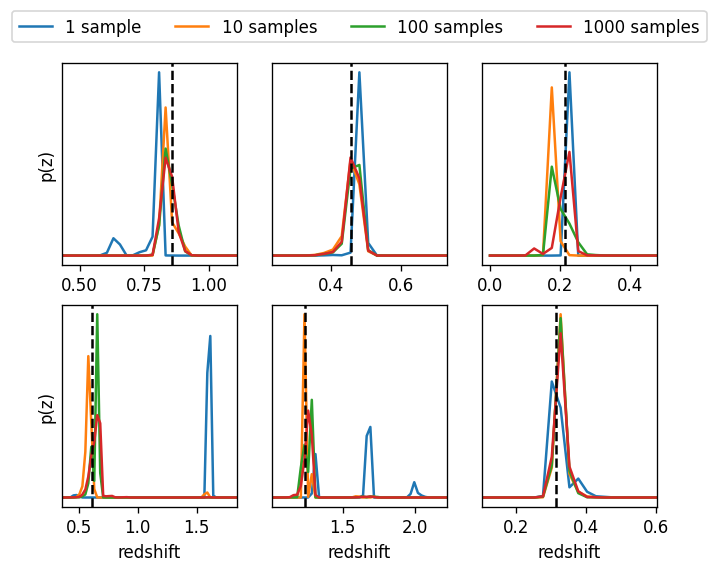 1 sample 10 samples 100 samples 1000 samples
p(z)
0.50 0.75 1.00 0.4 0.6 0.0 0.2 0.4
p(z)
0.5 1.0 1.5 1.5 2.0 0.2 0.4 0.6
redshift redshift redshift